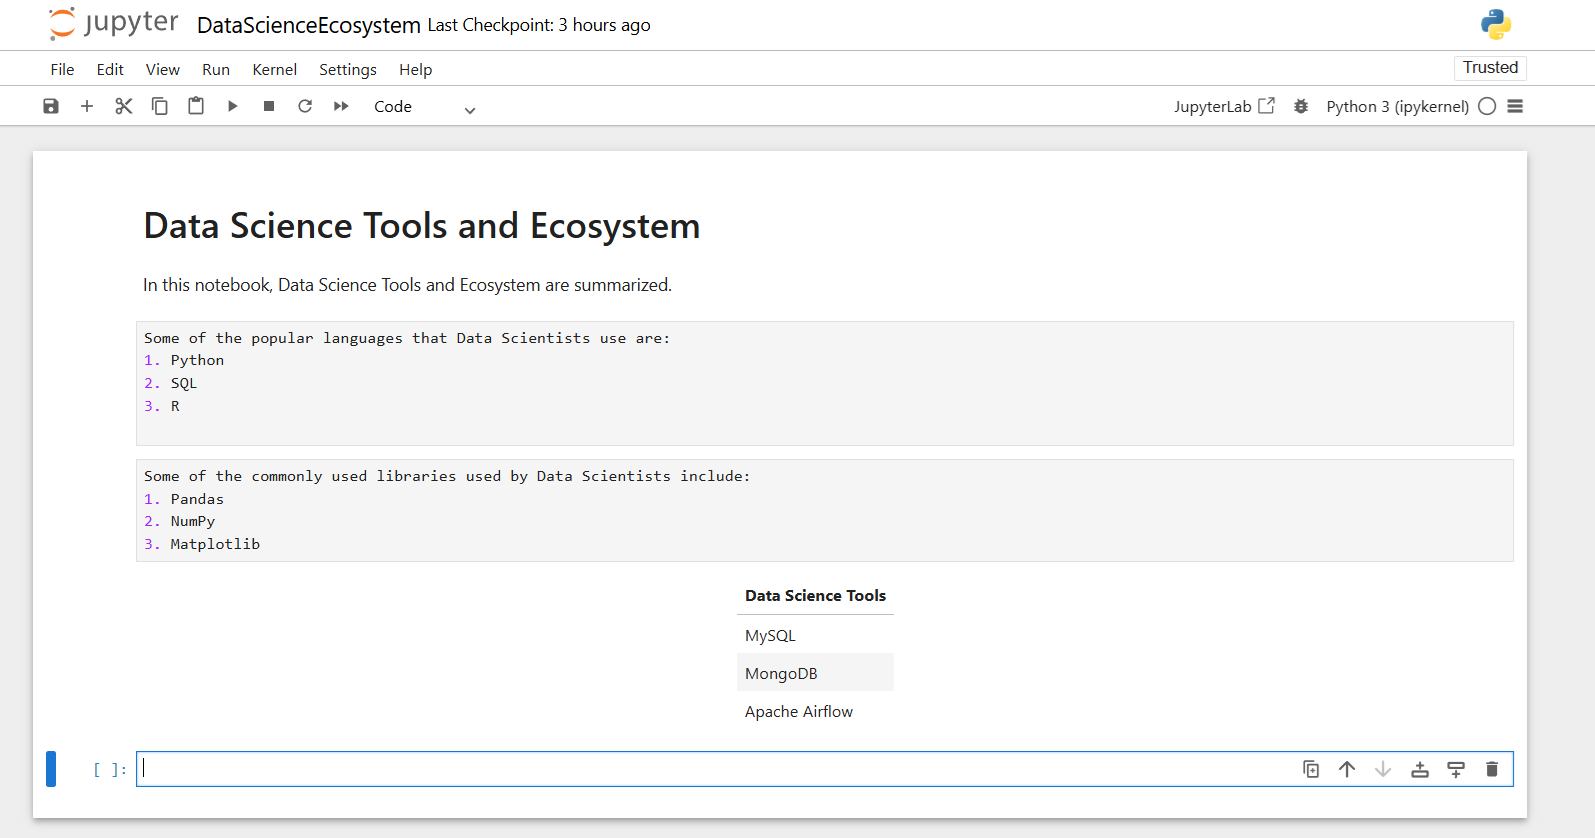 jupyter DataScienceEcosystem Last Checkpoint: 3 hours ago
File Edit View Run Kernel Settings Help
Trusted
Code
JupyterLab Python 3 (ipykernel)
Data Science Tools and Ecosystem
In this notebook, Data Science Tools and Ecosystem are summarized.
Some of the popular languages that Data Scientists use are:
1. Python
2. SQL
3. R
Some of the commonly used libraries used by Data Scientists include:
1. Pandas
2. NumPy
3. Matplotlib
Data Science Tools
MySQL
MongoDB
Apache Airflow
[ ]: